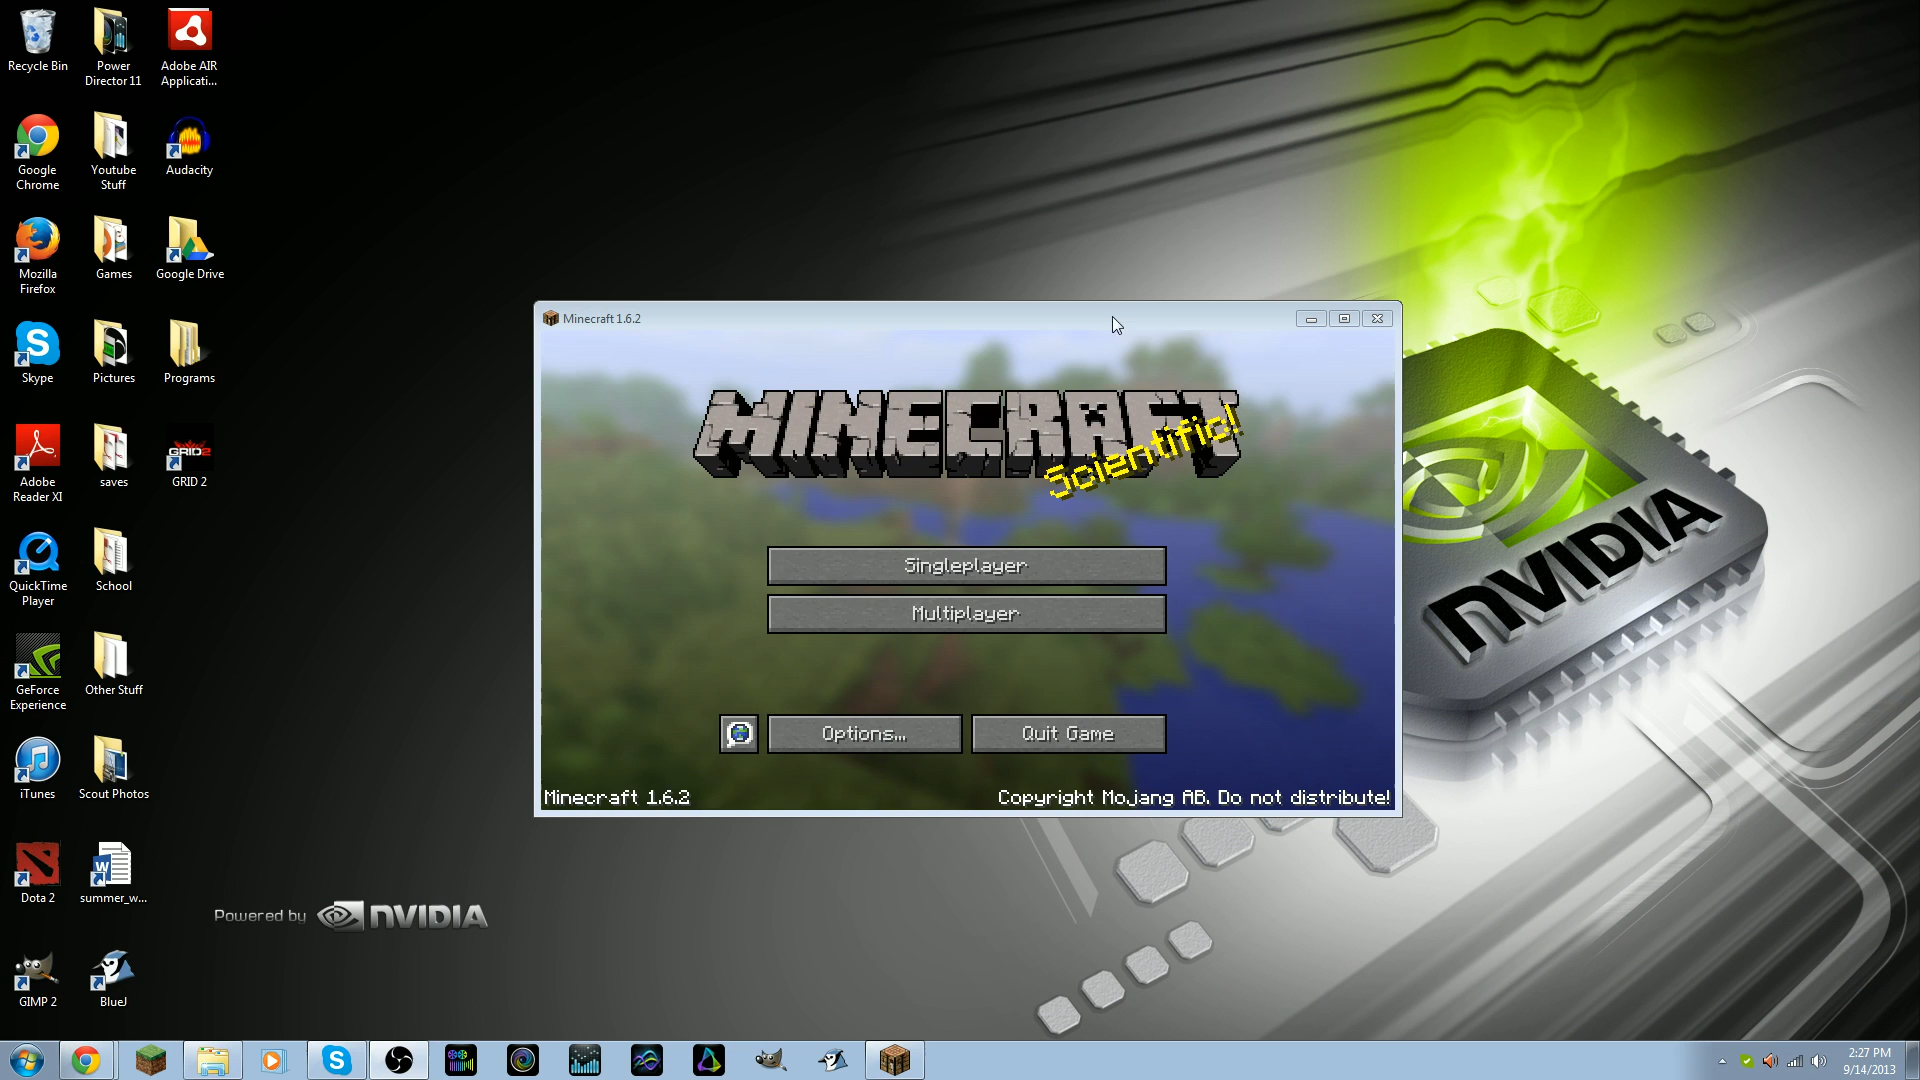 Recycle Bin
Power
Director 11
Adobe AIR
Applicati...
Google
Chrome
Youtube
Stuff
Audacity
Mozilla
Firefox
Games
Google Drive
Skype
Pictures
Programs
Adobe
Reader XI
saves
GRID 2
GRID 2
QuickTime
Player
School
GeForce
Experience
Other Stuff
iTunes
Scout Photos
Dota 2
summer_w...
GIMP 2
BlueJ
Powered by NVIDIA
Minecraft 1.6.2
MINECRAFT
Scientific!
Singleplayer
Multiplayer
Options...
Quit Game
Minecraft 1.6.2
Copyright Mojang AB. Do not distribute!
NVIDIA
2:27 PM
9/14/2013